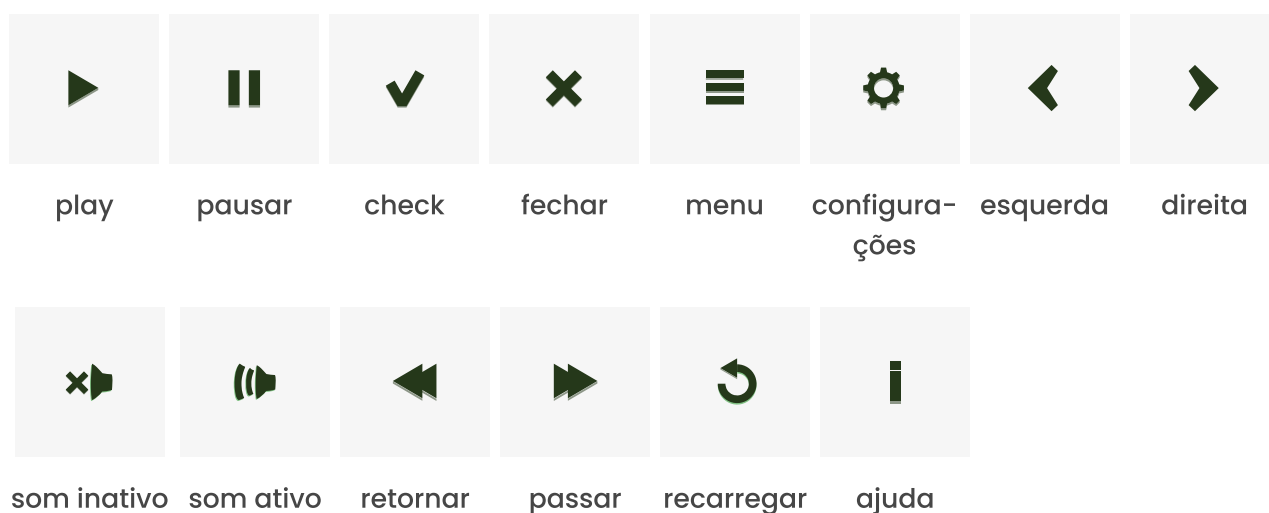 play pausar check fechar menu configura- esquerda direita
ções
som inativo som ativo retornar passar recarregar ajuda